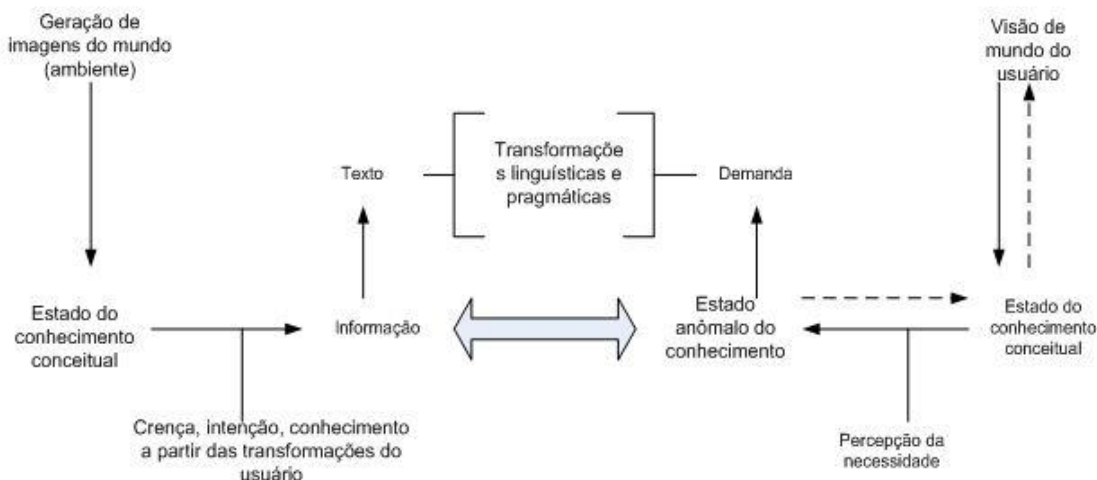 Geração de
imagens do mundo
(ambiente)
Visão de
mundo do
usuário
Texto
Transformaçõe
s linguísticas e
pragmáticas
Demanda
Estado do
conhecimento
conceitual
Informação
Estado
anômalo do
conhecimento
Estado do
conhecimento
conceitual
Crença, intenção, conhecimento
a partir das transformações do
usuário
Percepção da
necessidade